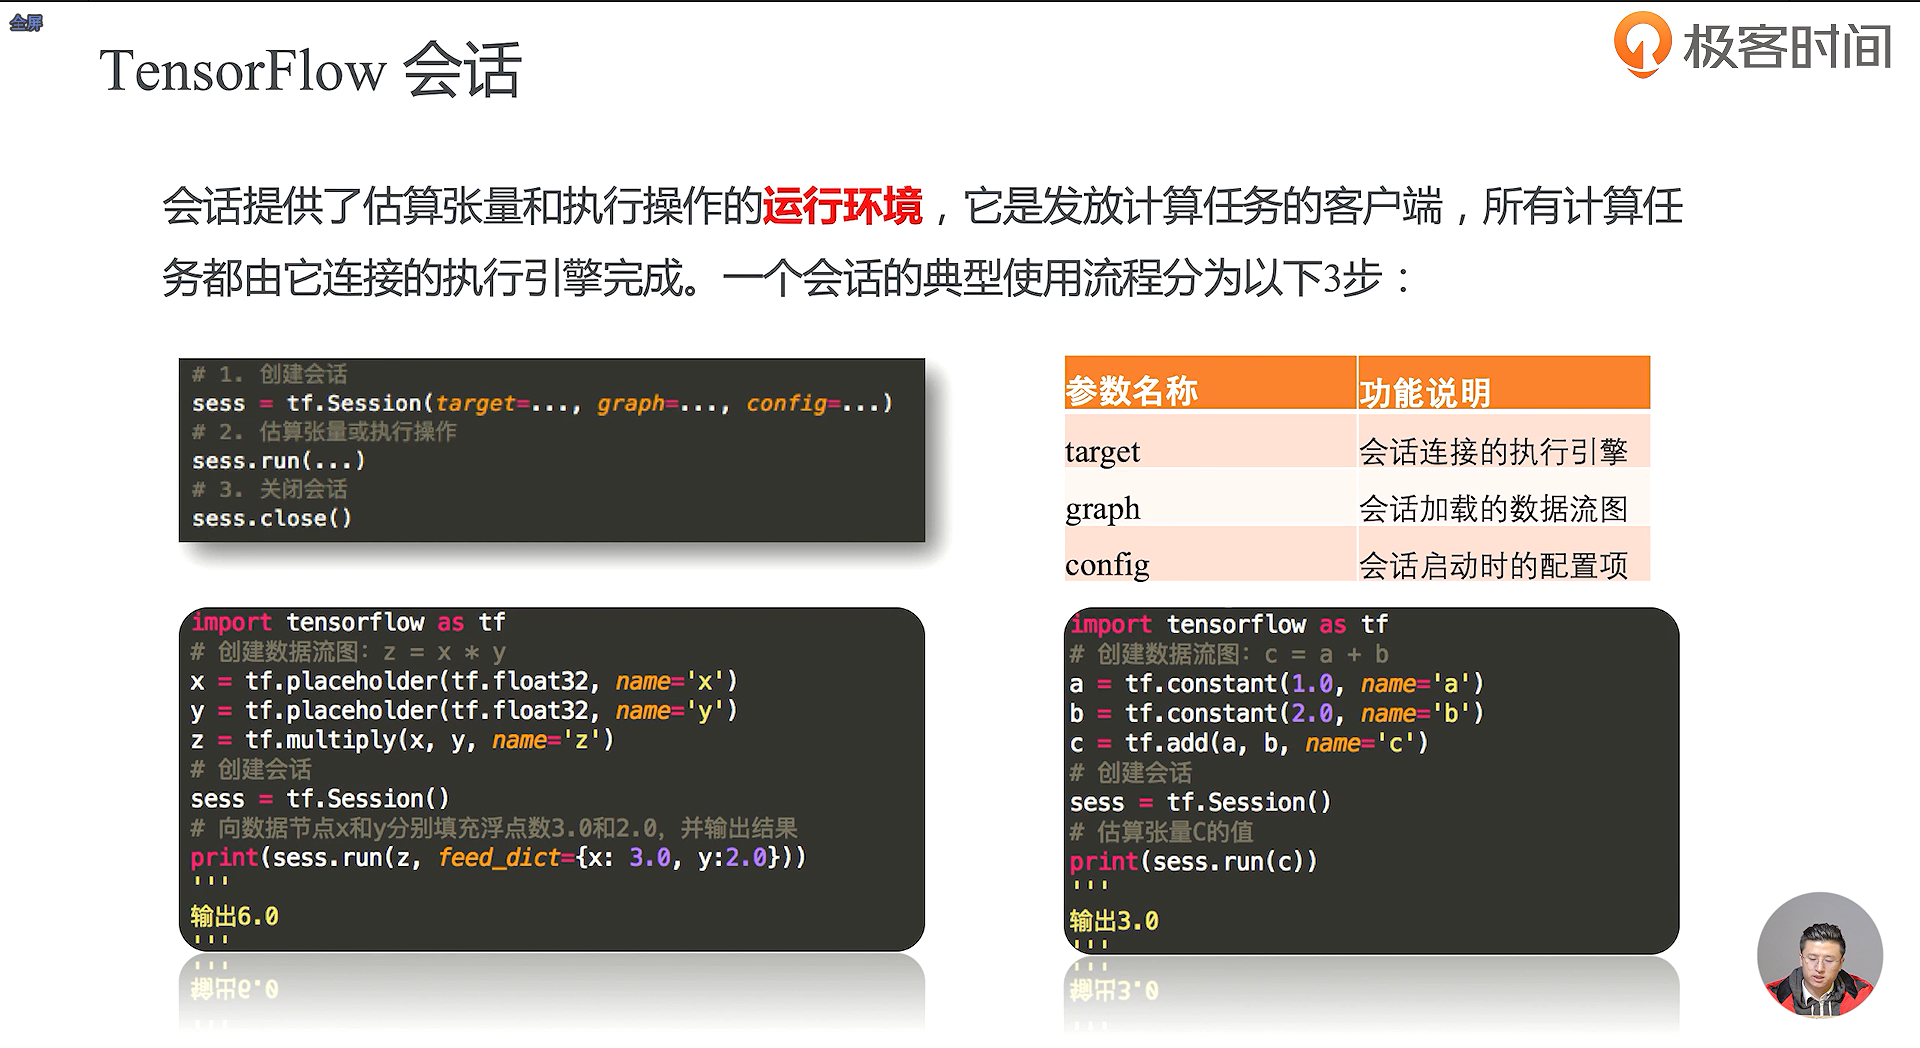 全屏
TensorFlow 会话
极客时间
会话提供了估算张量和执行操作的运行环境，它是发放计算任务的客户端，所有计算任
务都由它连接的执行引擎完成。一个会话的典型使用流程分为以下3步：
# 1. 创建会话
sess = tf.Session(target=..., graph=..., config=...)
# 2. 估算张量或执行操作
sess.run(...)
# 3. 关闭会话
sess.close()
参数名称 功能说明
target 会话连接的执行引擎
graph 会话加载的数据流图
config 会话启动时的配置项
import tensorflow as tf
# 创建数据流图：z = x * y
x = tf.placeholder(tf.float32, name='x')
y = tf.placeholder(tf.float32, name='y')
z = tf.multiply(x, y, name='z')
# 创建会话
sess = tf.Session()
# 向数据节点x和y分别填充浮点数3.0和2.0，并输出结果
print(sess.run(z, feed_dict={x: 3.0, y:2.0}))
'''
输出6.0
'''
import tensorflow as tf
# 创建数据流图：c = a + b
a = tf.constant(1.0, name='a')
b = tf.constant(2.0, name='b')
c = tf.add(a, b, name='c')
# 创建会话
sess = tf.Session()
# 估算张量C的值
print(sess.run(c))
'''
输出3.0
'''